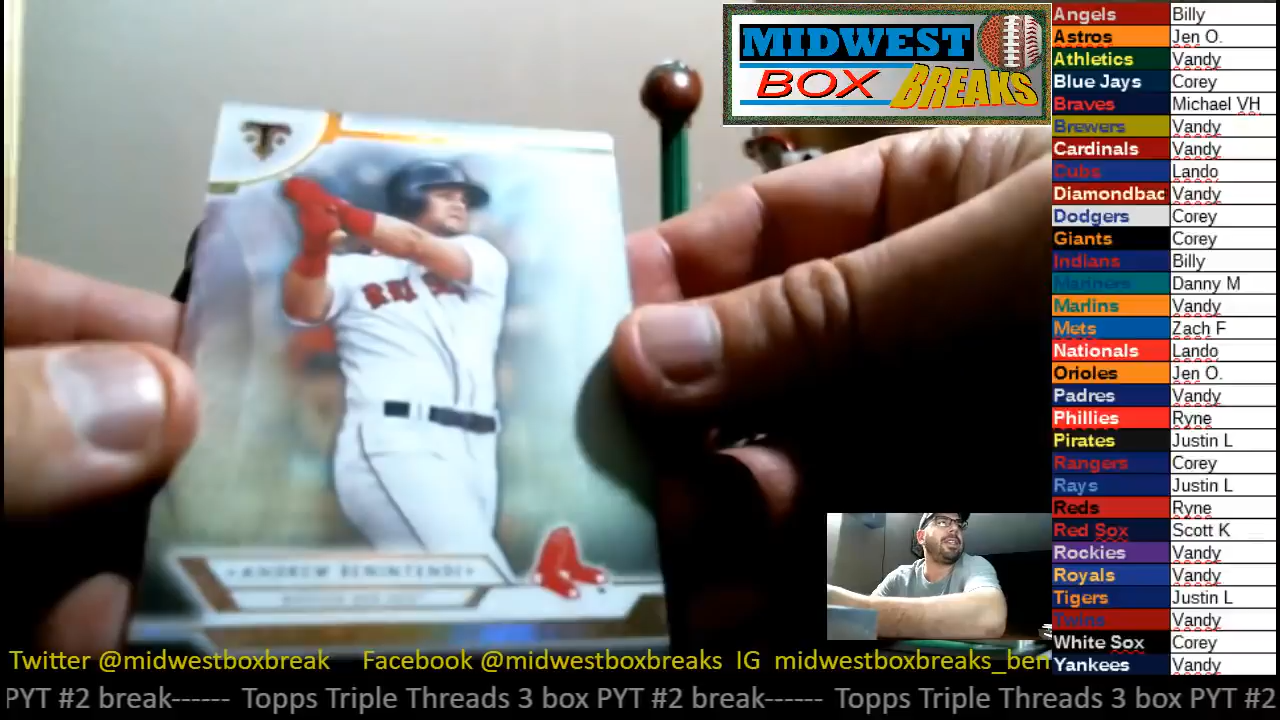 MIDWEST
BOX BREAKS
T
RED SOX
ANDREW BENINTENDI
Angels Billy
Astros Jen O.
Athletics Vandy
Blue Jays Corey
Braves Michael VH
Brewers Vandy
Cardinals Vandy
Cubs Lando
Diamondbac Vandy
Dodgers Corey
Giants Corey
Indians Billy
Mariners Danny M
Marlins Vandy
Mets Zach F
Nationals Lando
Orioles Jen O.
Padres Vandy
Phillies Ryne
Pirates Justin L
Rangers Corey
Rays Justin L
Reds Ryne
Red Sox Scott K
Rockies Vandy
Royals Vandy
Tigers Justin L
Twins Vandy
White Sox Corey
Yankees Vandy
Twitter @midwestboxbreak Facebook @midwestboxbreaks IG midwestboxbreaks_ben
PYT #2 break------ Topps Triple Threads 3 box PYT #2 break------ Topps Triple Threads 3 box PYT #2